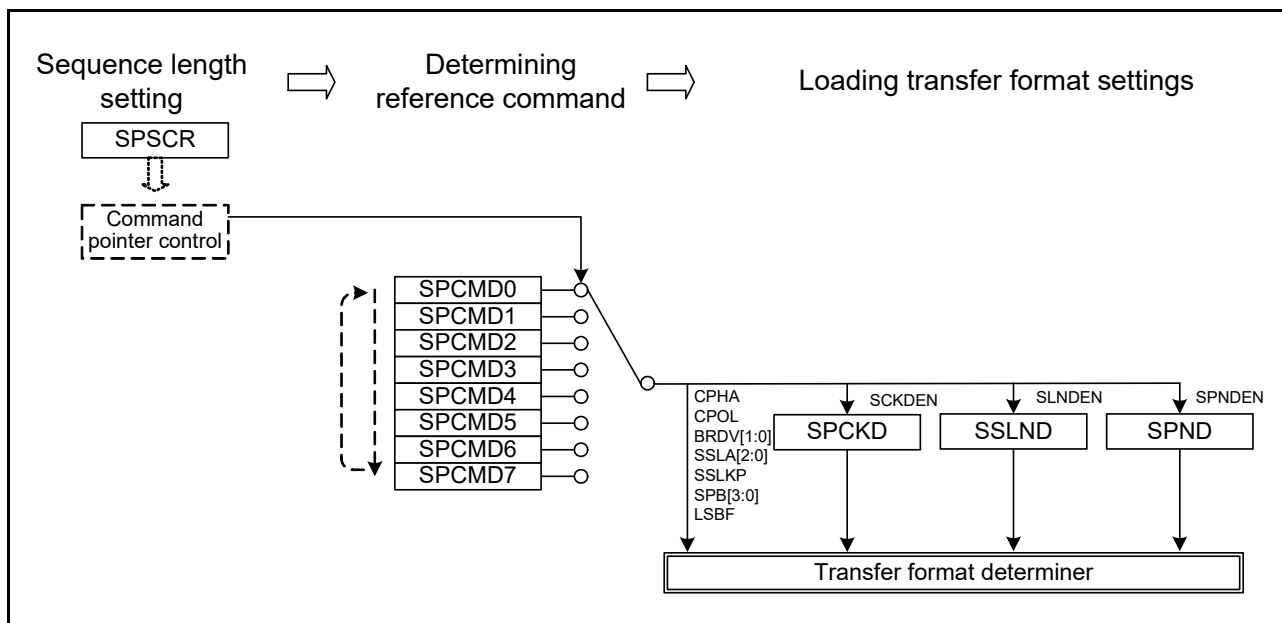 Sequence length
setting
Determining
reference command
Loading transfer format settings
SPSCR
Command
pointer control
SPCMD0
SPCMD1
SPCMD2
SPCMD3
SPCMD4
SPCMD5
SPCMD6
SPCMD7
CPHA
CPOL
BRDV[1:0]
SSLA[2:0]
SSLKP
SPB[3:0]
LSBF
SCKDEN
SPCKD
SLNDEN
SSLND
SPNDEN
SPND
Transfer format determiner